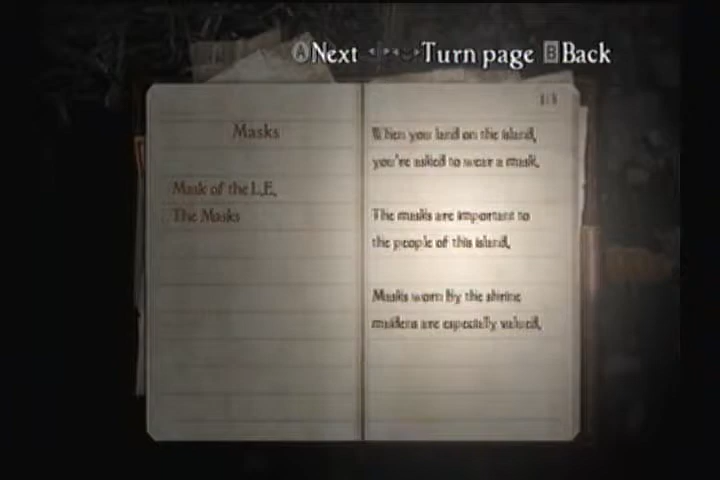 A Next Turn page B Back
1/1
Masks
Mask of the L.E.
The Masks
When you land on the island,
you're asked to wear a mask.
The masks are important to
the people of this island.
Masks worn by the shrine
maidens are especially valued.